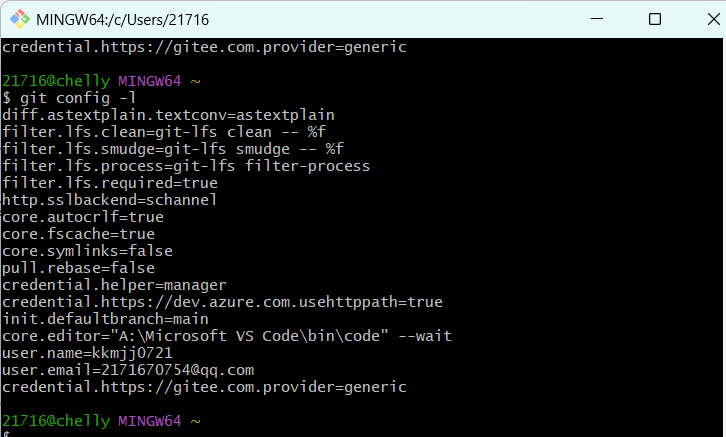 MINGW64:/c/Users/21716
credential.https://gitee.com.provider=generic
21716@chelly MINGW64 ~
$ git config -l
diff.astextplain.textconv=astextplain
filter.lfs.clean=git-lfs clean -- %f
filter.lfs.smudge=git-lfs smudge -- %f
filter.lfs.process=git-lfs filter-process
filter.lfs.required=true
http.sslbackend=schannel
core.autocrlf=true
core.fscache=true
core.symlinks=false
pull.rebase=false
credential.helper=manager
credential.https://dev.azure.com.usehttppath=true
init.defaultbranch=main
core.editor="A:\Microsoft VS Code\bin\code" --wait
user.name=kkmjj0721
user.email=2171670754@qq.com
credential.https://gitee.com.provider=generic
21716@chelly MINGW64 ~
$